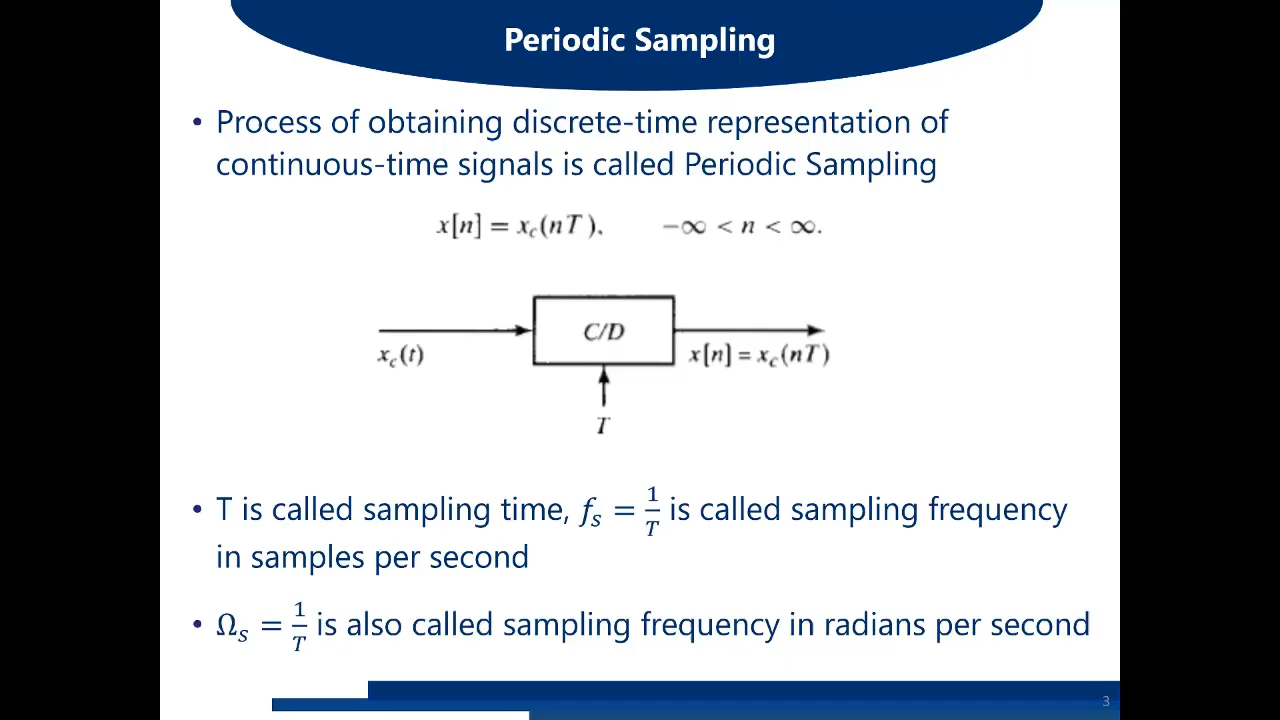 Periodic Sampling
• Process of obtaining discrete-time representation of
continuous-time signals is called Periodic Sampling
x[n] = x_c(nT), −∞ < n < ∞.
C/D
x_c(t)
x[n] = x_c(nT)
T
• T is called sampling time, f_s = 1/T is called sampling frequency
in samples per second
• Ω_s = 1/T is also called sampling frequency in radians per second
3